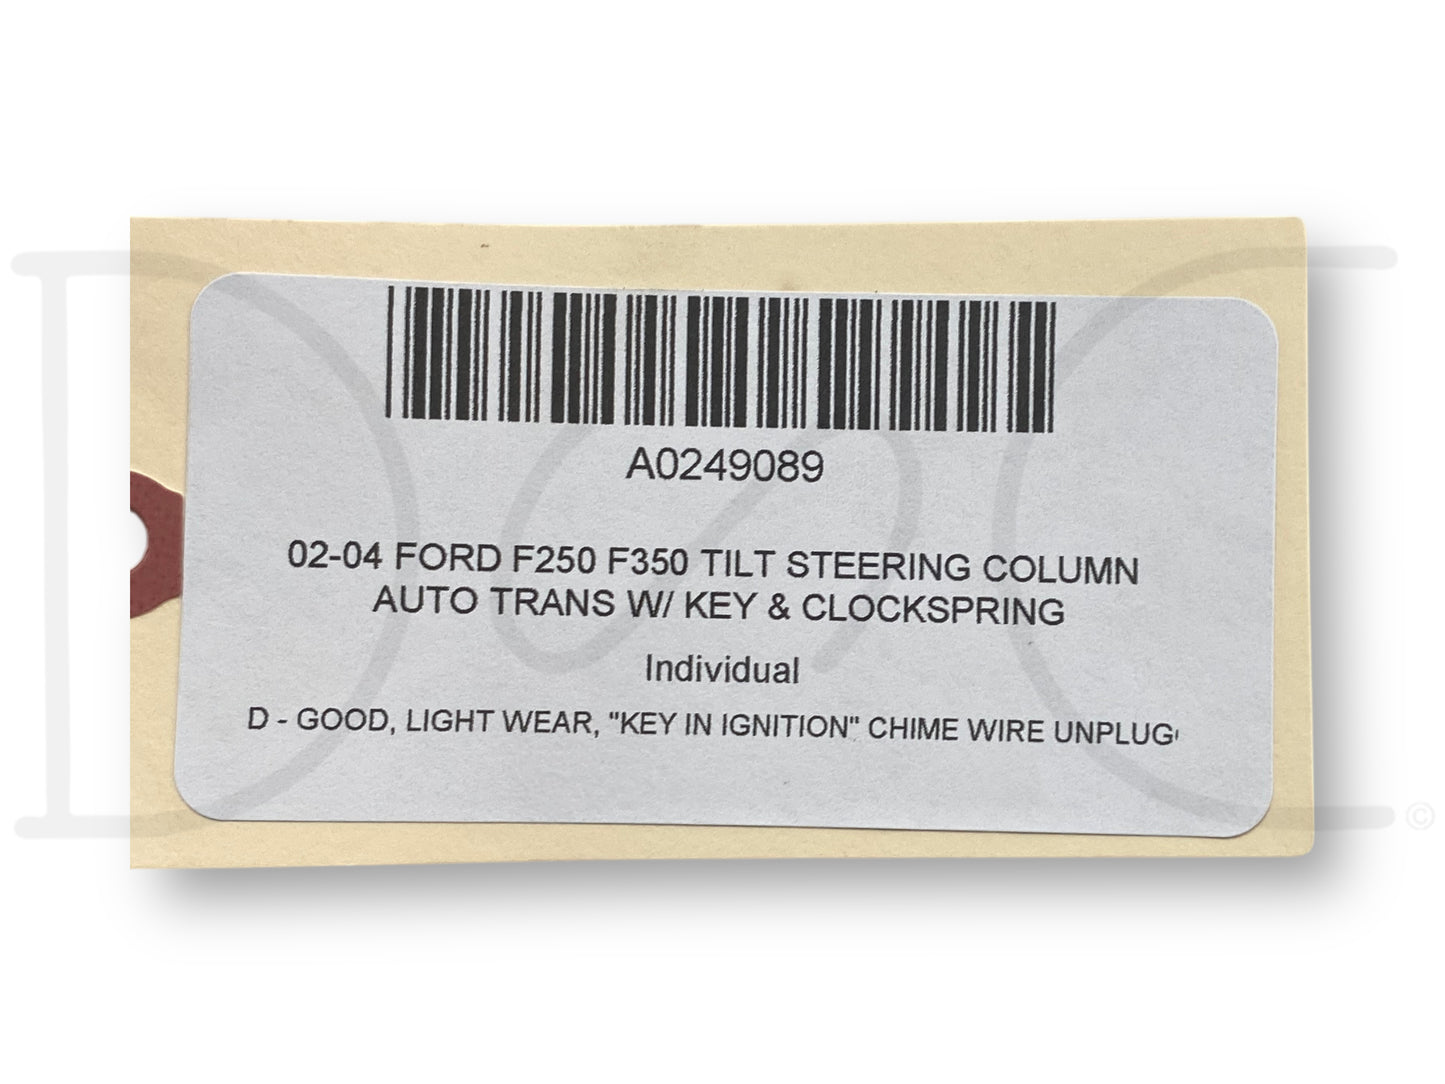 A0249089
02-04 FORD F250 F350 TILT STEERING COLUMN
AUTO TRANS W/ KEY & CLOCKSPRING
Individual
D - GOOD, LIGHT WEAR, "KEY IN IGNITION" CHIME WIRE UNPLUG
©